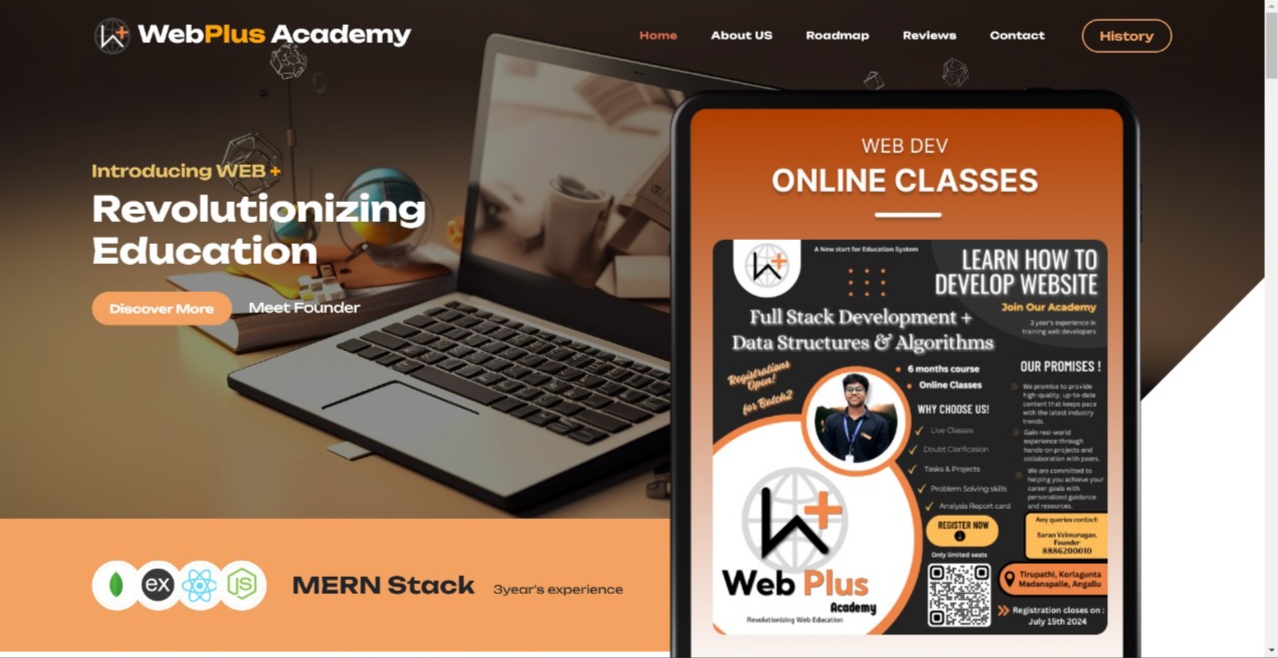 WebPlus Academy
Home
About US
Roadmap
Reviews
Contact
History
Introducing WEB +
Revolutionizing
Education
Discover More
Meet Founder
MERN Stack
3year's experience
ex
JS
WEB DEV
ONLINE CLASSES
A New start for Education System
LEARN HOW TO
DEVELOP WEBSITE
Join Our Academy
3 year's experience in
training web developers
Full Stack Development +
Data Structures & Algorithms
Registrations
Open!
for Batch2
6 months course
Online Classes
WHY CHOOSE US!
Live Classes
Doubt Clarification
Tasks & Projects
Problem Solving skills
Analysis Report card
REGISTER NOW
Only limited seats
OUR PROMISES !
We promise to provide
high-quality, up-to-date
content that keeps pace
with the latest industry
trends.
Gain real-world
experience through
hands-on projects and
collaboration with peers.
We are committed to
helping you achieve your
career goals with
personalized guidance
and resources.
Any queries contact:
Saran Velmurugan.
Founder
8886200010
Tirupathi, Korlagunta
Madanapalle, Angallu
Registration closes on :
July 15th 2024
Web Plus
Academy
Revolutionizing Web Education